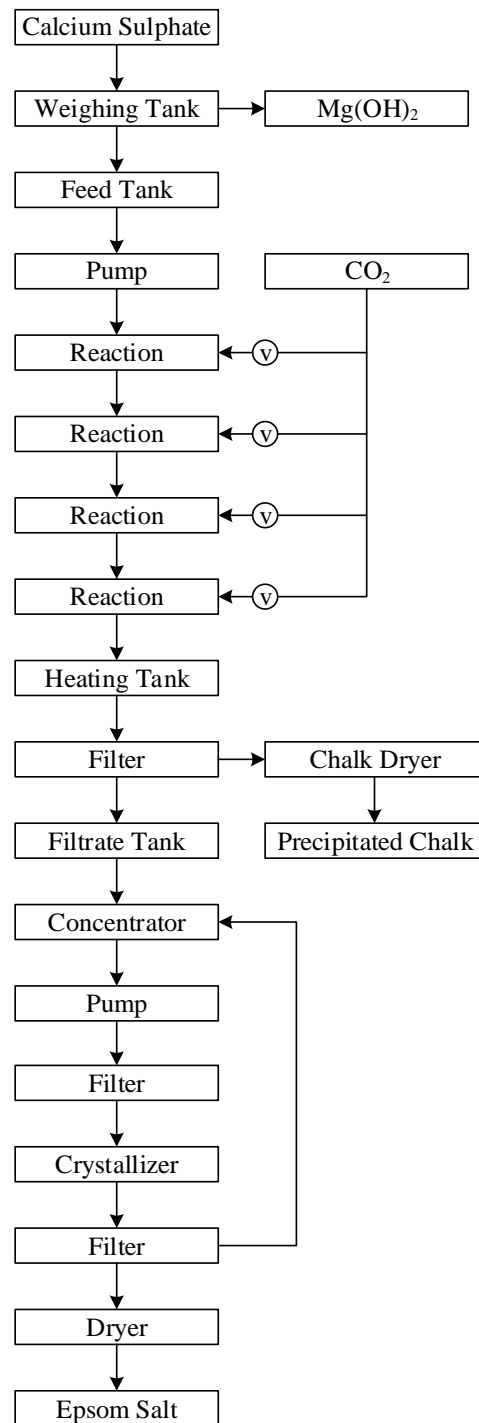 Calcium Sulphate
Weighing Tank
Mg(OH)₂
Feed Tank
Pump
CO₂
Reaction
v
Reaction
v
Reaction
v
Reaction
v
Heating Tank
Filter
Chalk Dryer
Filtrate Tank
Precipitated Chalk
Concentrator
Pump
Filter
Crystallizer
Filter
Dryer
Epsom Salt